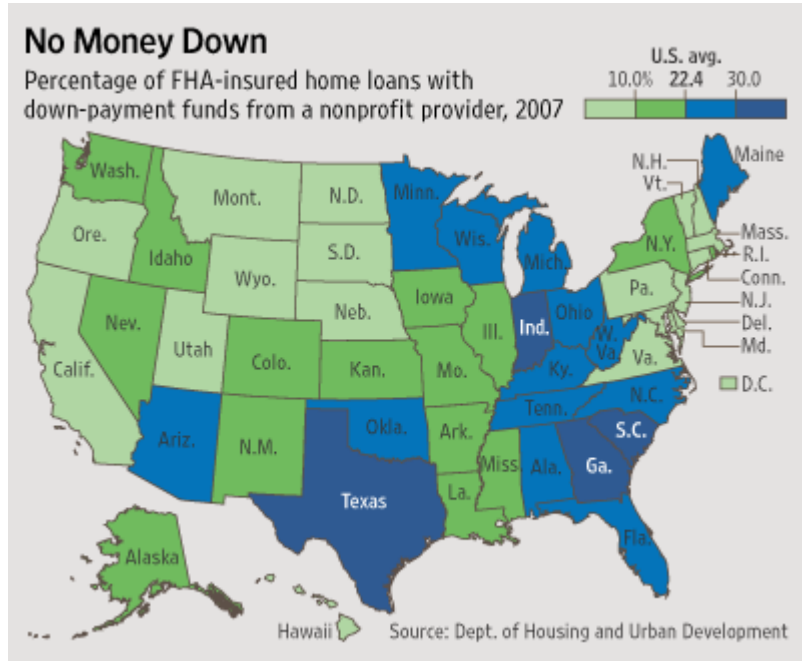 No Money Down
Percentage of FHA-insured home loans with
down-payment funds from a nonprofit provider, 2007
U.S. avg.
10.0% 22.4 30.0
Wash.
Mont.
N.D.
Minn.
N.H.
Maine
Vt.
Ore.
Idaho
S.D.
Wis.
Mich.
N.Y.
Mass.
R.I.
Conn.
Wyo.
Neb.
Iowa
Pa.
N.J.
Nev.
Utah
Colo.
Kan.
Mo.
Ill.
Ind.
Ohio
W.
Va.
Va.
Del.
Md.
Calif.
Ky.
D.C.
Ariz.
N.M.
Okla.
Ark.
Tenn.
N.C.
S.C.
Texas
La.
Miss.
Ala.
Ga.
Fla.
Alaska
Hawaii
Source: Dept. of Housing and Urban Development